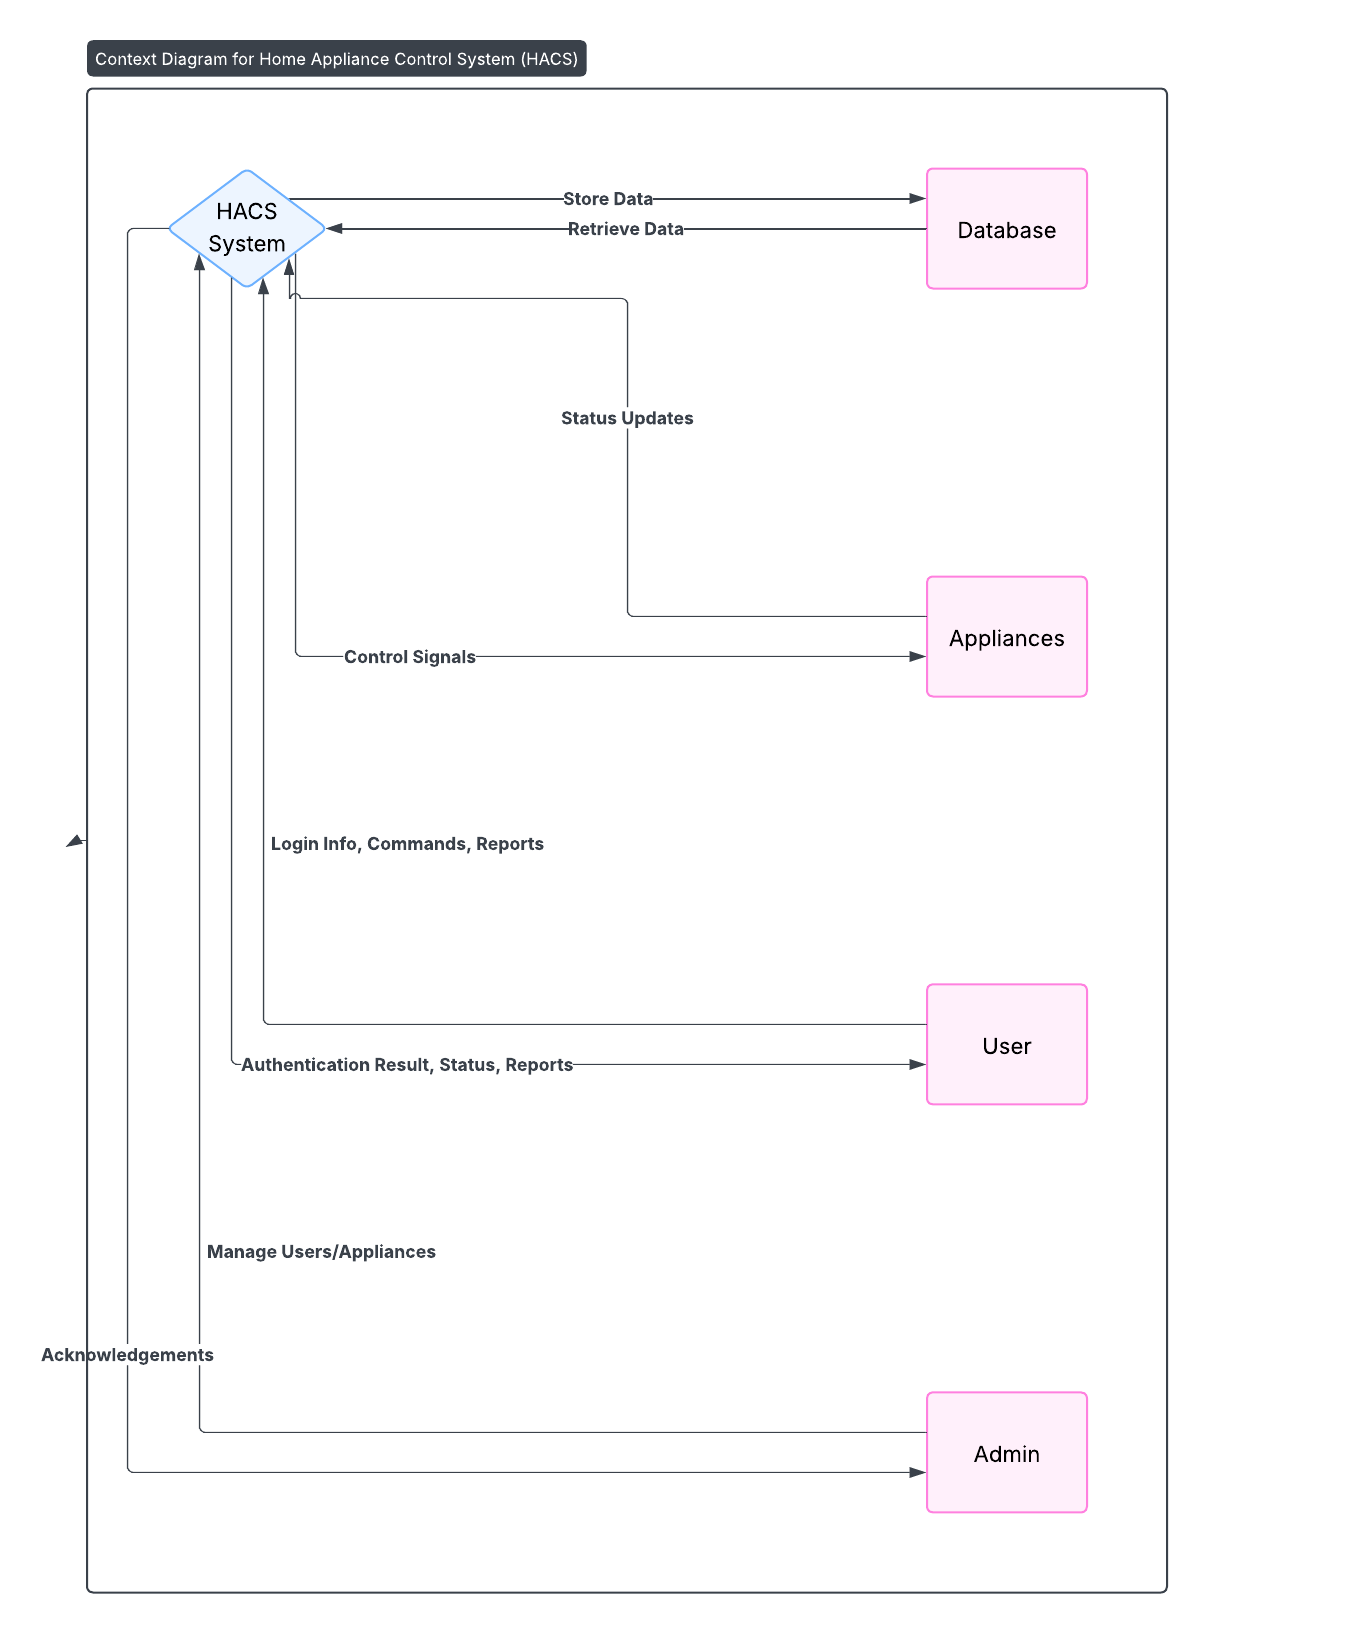 Context Diagram for Home Appliance Control System (HACS)
HACS
System
Store Data
Retrieve Data
Database
Status Updates
Appliances
Control Signals
Login Info, Commands, Reports
User
Authentication Result, Status, Reports
Manage Users/Appliances
Acknowledgements
Admin